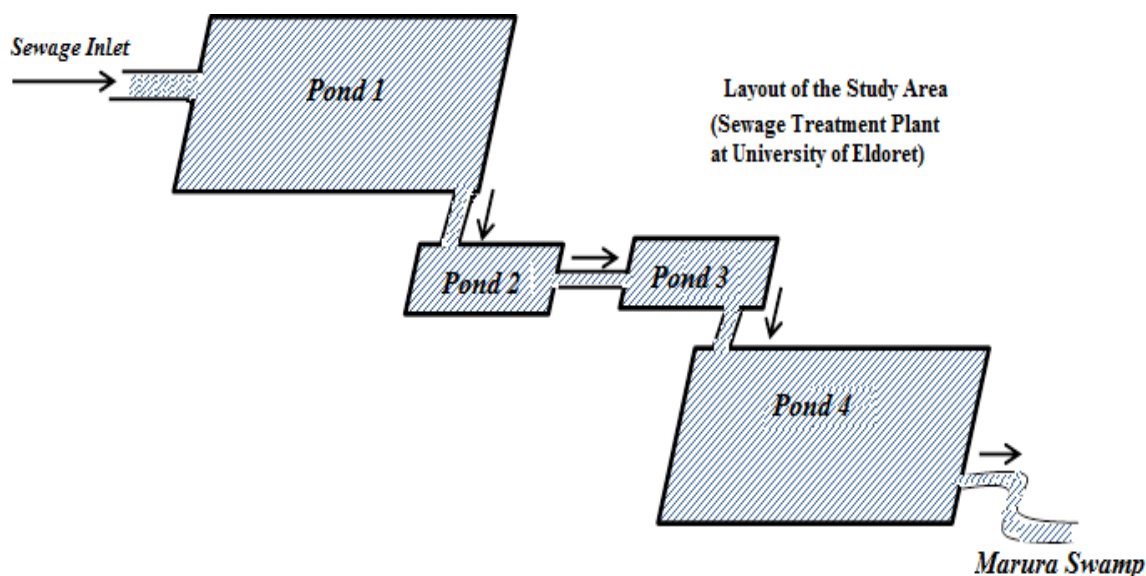 Sewage Inlet
Pond 1
Layout of the Study Area
(Sewage Treatment Plant
at University of Eldoret)
Pond 2
Pond 3
Pond 4
Marura Swamp